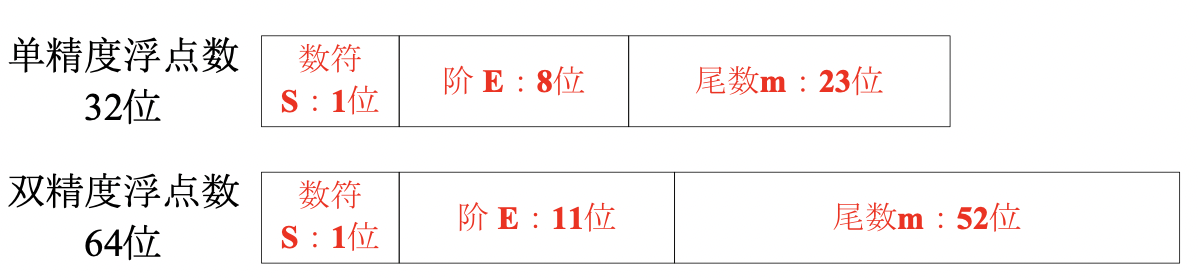 单精度浮点数
32位
数符
S：1位
阶 E：8位
尾数m：23位
双精度浮点数
64位
数符
S：1位
阶 E：11位
尾数m：52位